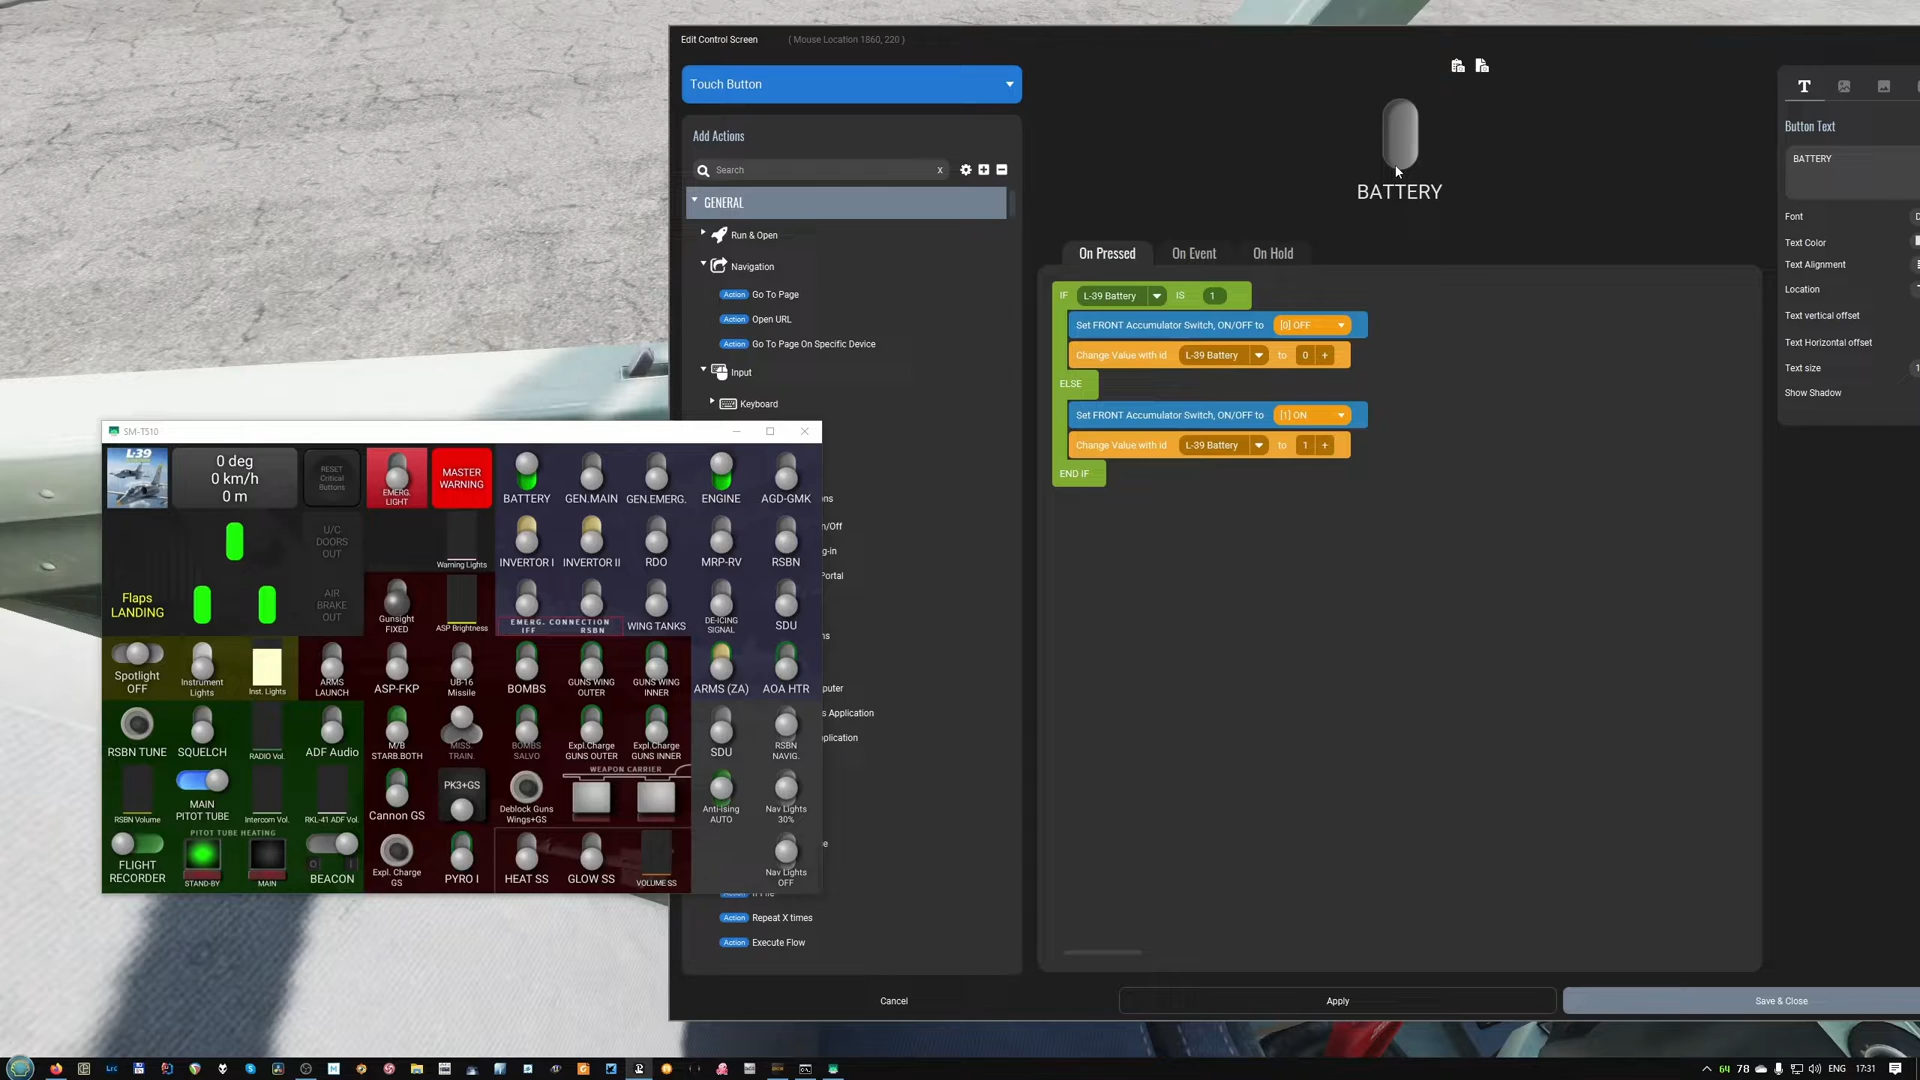 Edit Control Screen
( Mouse Location 1860, 220 )
Touch Button
Add Actions
Search
x
GENERAL
Run & Open
Navigation
Action Go To Page
Action Open URL
Action Go To Page On Specific Device
Input
Keyboard
ons
n/Off
g-in
Portal
ns
puter
s Application
plication
e
Action Repeat X times
Action Execute Flow
BATTERY
On Pressed
On Event
On Hold
IF L-39 Battery IS 1
Set FRONT Accumulator Switch, ON/OFF to [0] OFF
Change Value with id L-39 Battery to 0 +
ELSE
Set FRONT Accumulator Switch, ON/OFF to [1] ON
Change Value with id L-39 Battery to 1 +
END IF
T
Button Text
BATTERY
Font
Text Color
Text Alignment
Location
Text vertical offset
Text Horizontal offset
Text size
Show Shadow
Cancel
Apply
Save & Close
SM-T510
L-39
0 deg
0 km/h
0 m
RESET
Critical
Buttons
EMERG.
LIGHT
MASTER
WARNING
BATTERY
GEN.MAIN
GEN.EMERG.
ENGINE
AGD-GMK
U/C
DOORS
OUT
Warning Lights
INVERTOR I
INVERTOR II
RDO
MRP-RV
RSBN
Flaps
LANDING
AIR
BRAKE
OUT
Gunsight
FIXED
ASP Brightness
EMERG. CONNECTION
IFF RSBN
WING TANKS
DE-ICING
SIGNAL
SDU
Spotlight
OFF
Instrument
Lights
Inst. Lights
ARMS
LAUNCH
ASP-FKP
UB-16
Missile
BOMBS
GUNS WING
OUTER
GUNS WING
INNER
ARMS (ZA)
AOA HTR
RSBN TUNE
SQUELCH
RADIO Vol.
ADF Audio
M/B
STARB.BOTH
MISS.
TRAIN.
BOMBS
SALVO
Expl.Charge
GUNS OUTER
Expl.Charge
GUNS INNER
SDU
RSBN
NAVIG.
RSBN Volume
MAIN
PITOT TUBE
Intercom Vol.
RKL-41 ADF Vol.
Cannon GS
PK3+GS
Deblock Guns
Wings+GS
WEAPON CARRIER
Anti-Ising
AUTO
Nav Lights
30%
PITOT TUBE HEATING
FLIGHT
RECORDER
STAND-BY
MAIN
BEACON
Expl. Charge
GS
PYRO I
HEAT SS
GLOW SS
VOLUME SS
Nav Lights
OFF
64
78
ENG
17:31